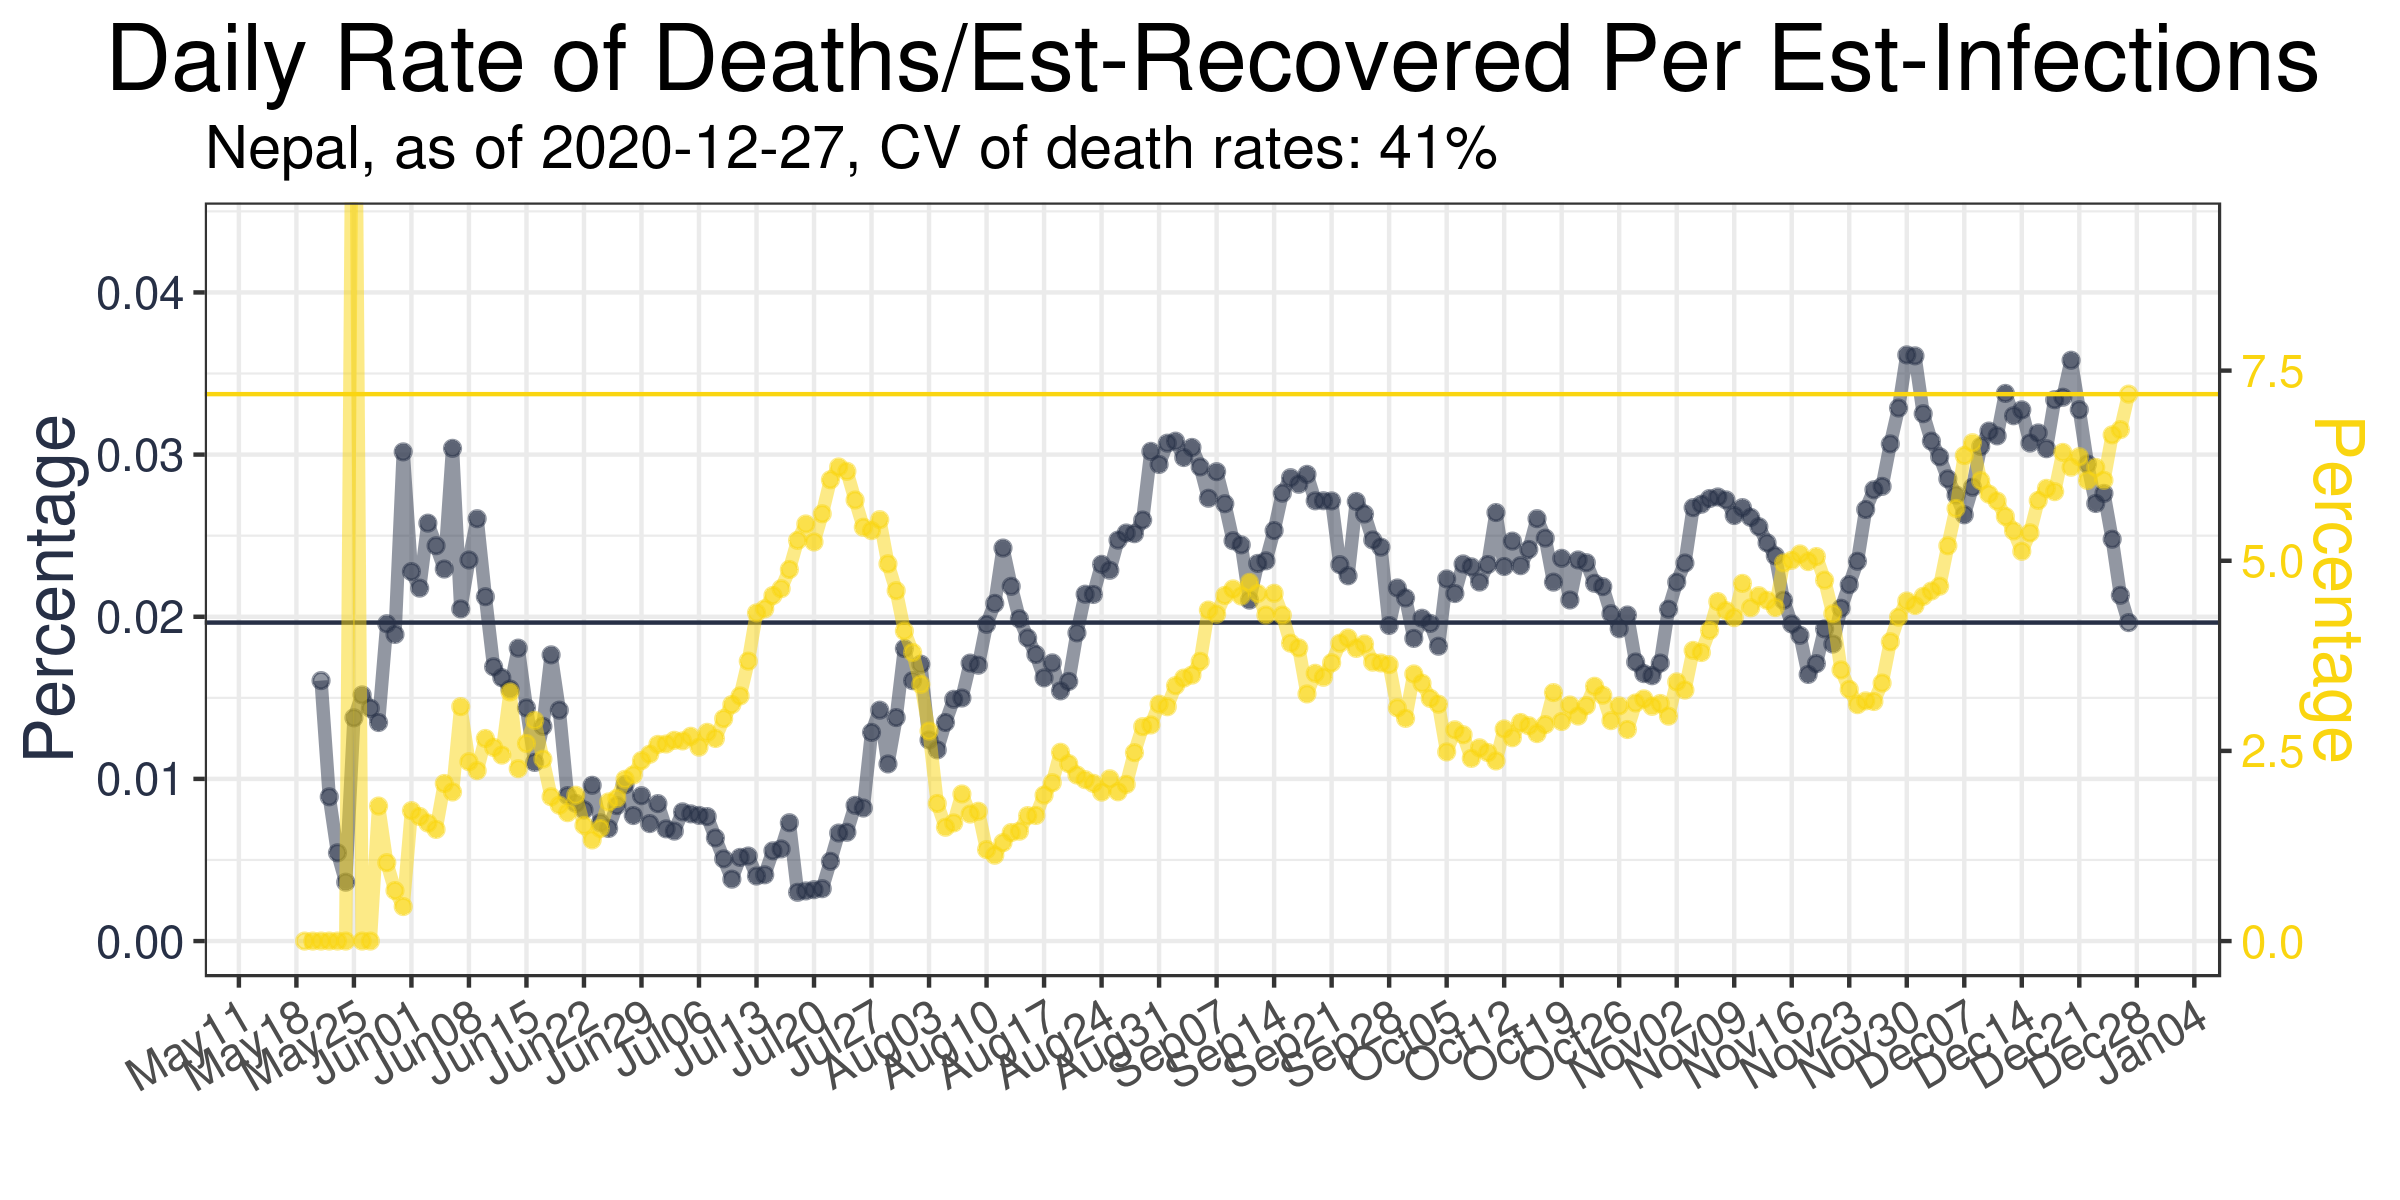 Daily Rate of Deaths/Est-Recovered Per Est-Infections
Nepal, as of 2020-12-27, CV of death rates: 41%
Percentage
0.04
0.03
0.02
0.01
0.00
7.5
5.0
2.5
0.0
Percentage
May11
May18
May25
Jun01
Jun08
Jun15
Jun22
Jun29
Jul06
Jul13
Jul20
Jul27
Aug03
Aug10
Aug17
Aug24
Aug31
Sep07
Sep14
Sep21
Sep28
Oct05
Oct12
Oct19
Oct26
Nov02
Nov09
Nov16
Nov23
Nov30
Dec07
Dec14
Dec21
Dec28
Jan04